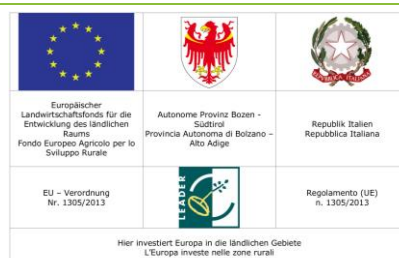 REPVBBLICA ITALIANA
Europäischer
Landwirtschaftsfonds für die
Entwicklung des ländlichen
Raums
Fondo Europeo Agricolo per lo
Sviluppo Rurale
Autonome Provinz Bozen -
Südtirol
Provincia Autonoma di Bolzano –
Alto Adige
Republik Italien
Repubblica Italiana
EU – Verordnung
Nr. 1305/2013
LEADER
Regolamento (UE)
n. 1305/2013
Hier investiert Europa in die ländlichen Gebiete
L'Europa investe nelle zone rurali